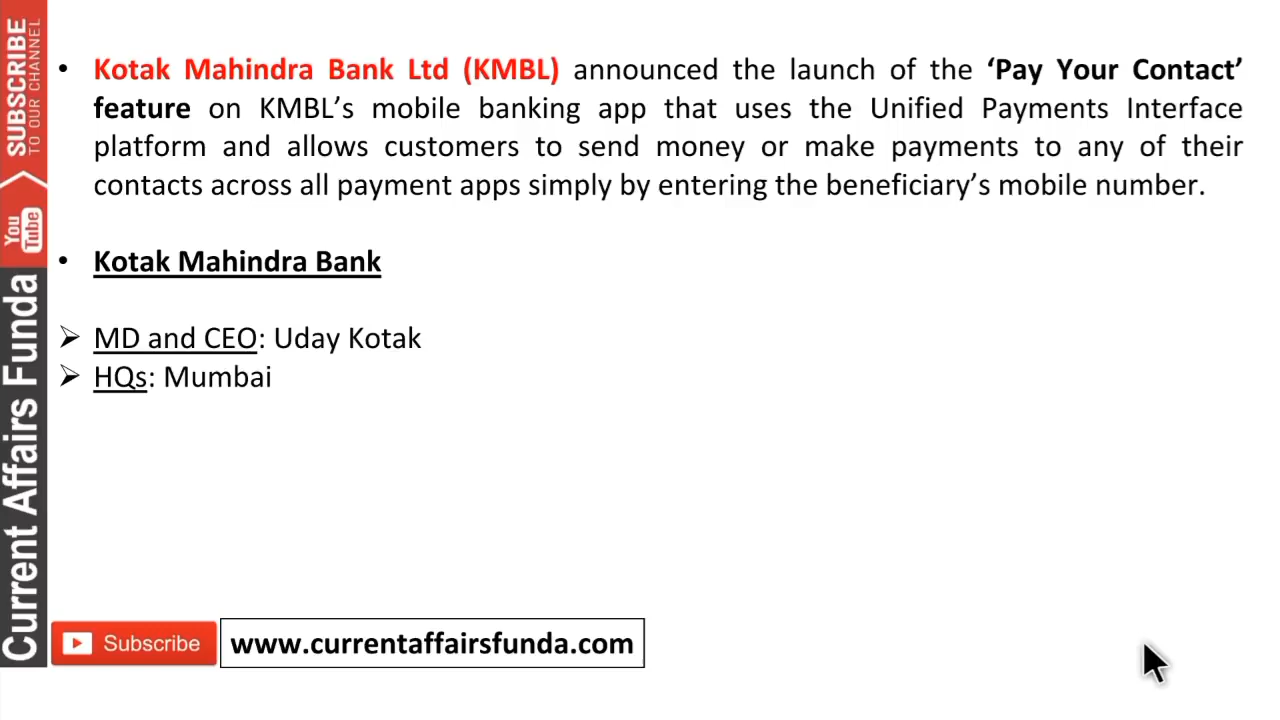 • Kotak Mahindra Bank Ltd (KMBL) announced the launch of the ‘Pay Your Contact’
feature on KMBL’s mobile banking app that uses the Unified Payments Interface
platform and allows customers to send money or make payments to any of their
contacts across all payment apps simply by entering the beneficiary’s mobile number.
• Kotak Mahindra Bank
➢ MD and CEO: Uday Kotak
➢ HQs: Mumbai
SUBSCRIBE
TO OUR CHANNEL
You
Tube
Current Affairs Funda
Subscribe
www.currentaffairsfunda.com